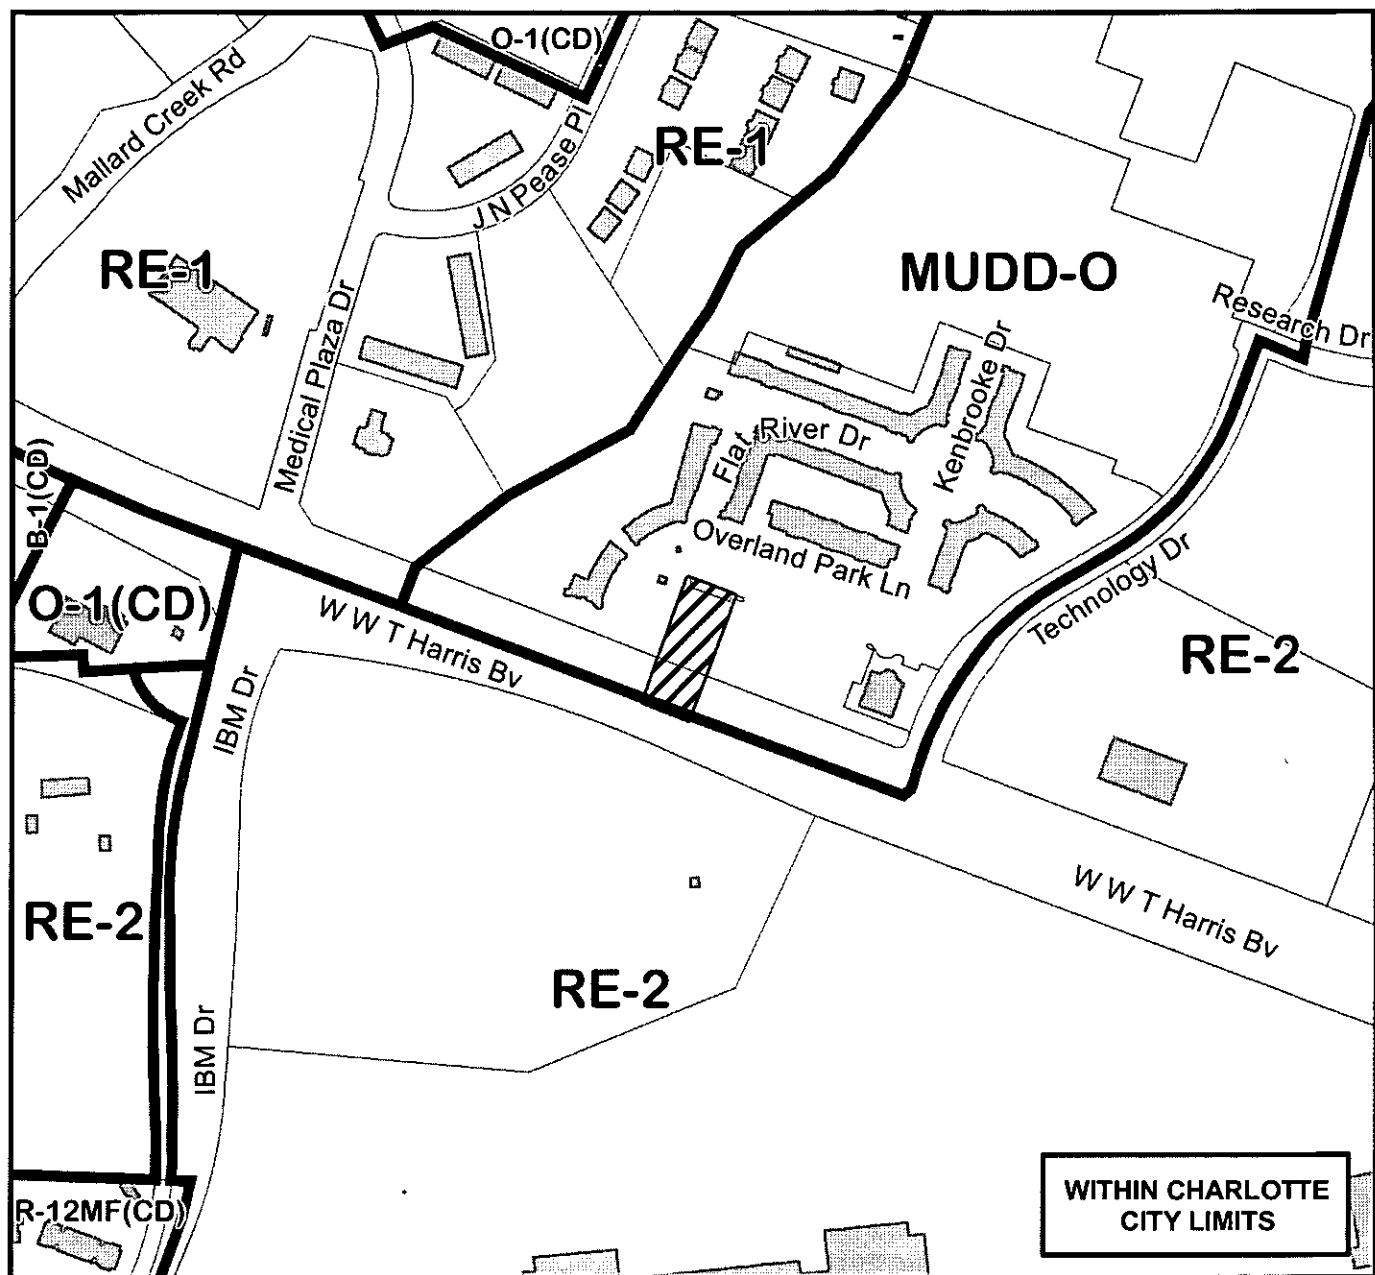 O-1(CD)
Mallard Creek Rd
RE-1
J N Pease Pl
RE-1
MUDD-O
Medical Plaza Dr
Research Dr
Kenbrooke Dr
Flat River Dr
B-1(CD)
Overland Park Ln
O-1(CD)
W W T Harris Bv
Technology Dr
RE-2
IBM Dr
RE-2
W W T Harris Bv
RE-2
IBM Dr
R-12MF(CD)
WITHIN CHARLOTTE
CITY LIMITS